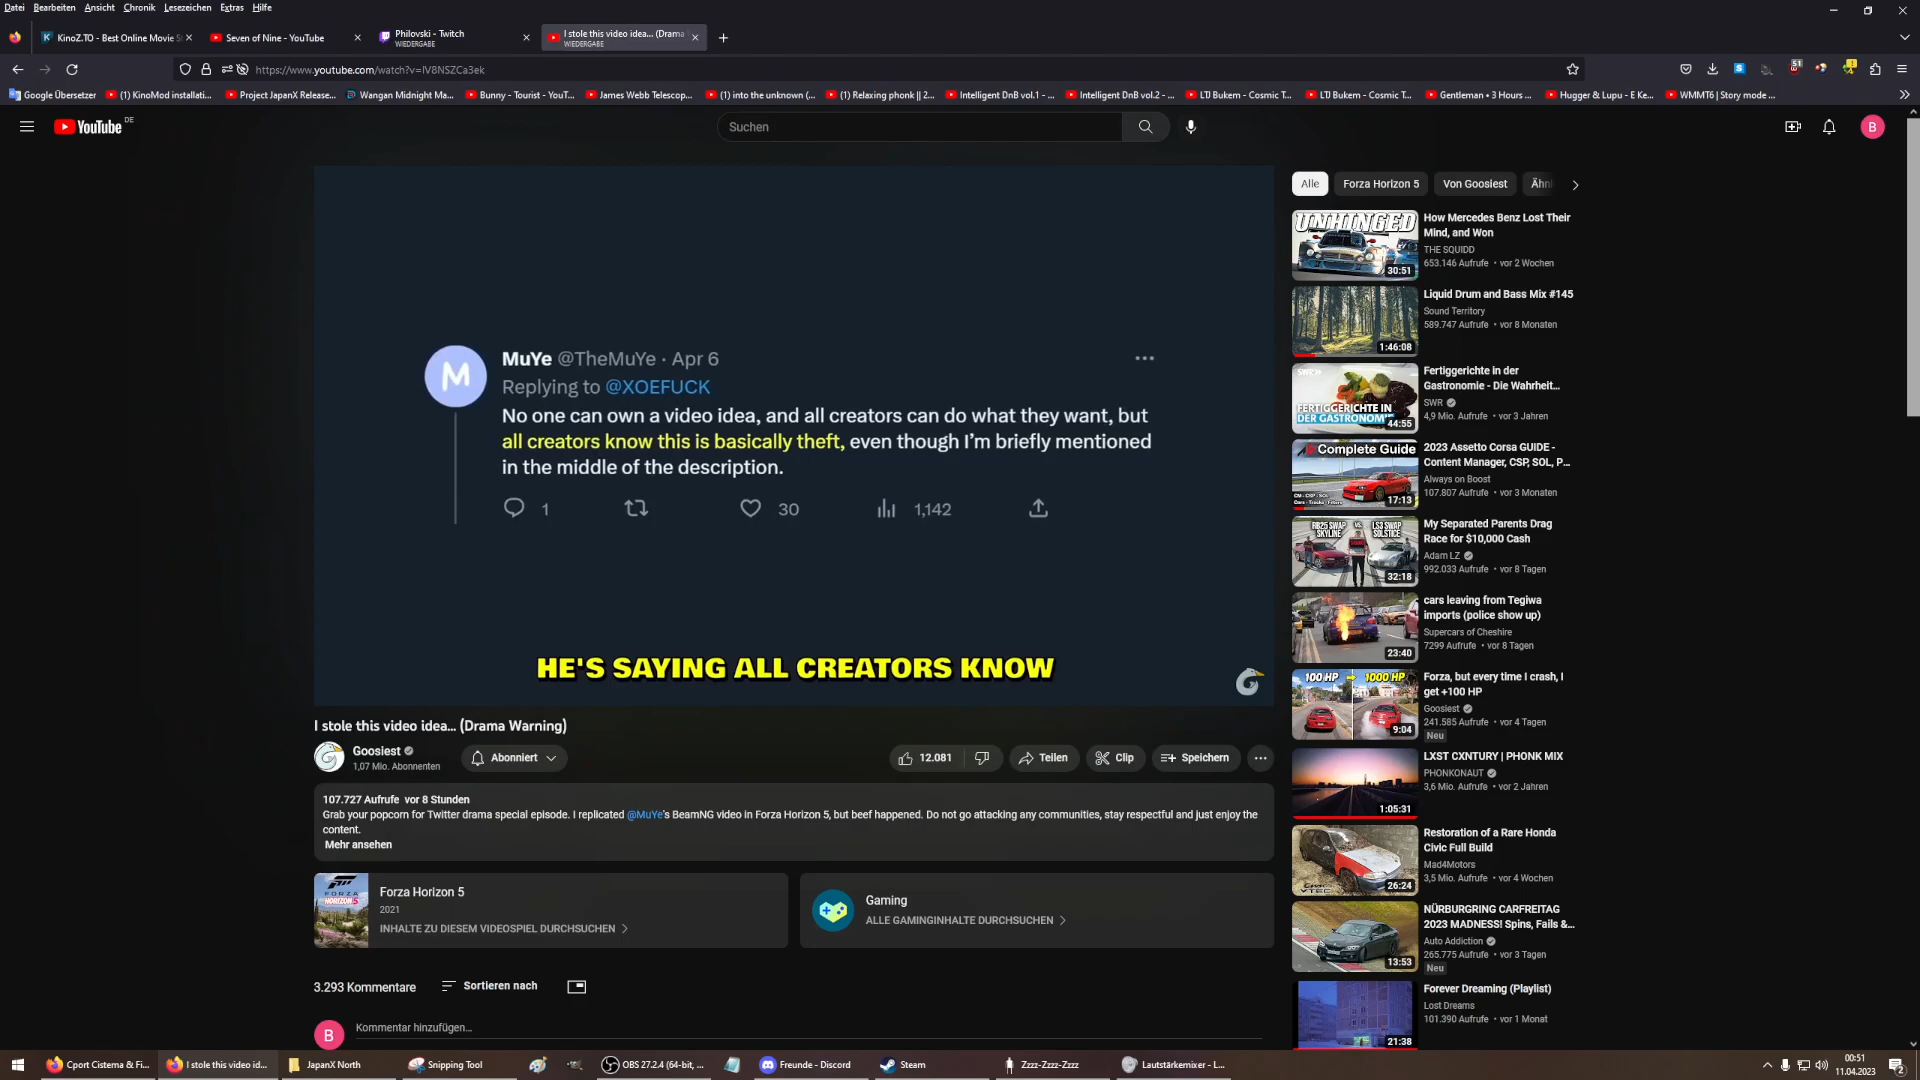 Datei Bearbeiten Ansicht Chronik Lesezeichen Extras Hilfe
KinoZ.TO - Best Online Movie S
Seven of Nine - YouTube
Philovski - Twitch
WIEDERGABE
I stole this video idea... (Drama
WIEDERGABE
https://www.youtube.com/watch?v=IV8NSZCa3ek
51
Google Übersetzer
(1) KinoMod installati...
Project JapanX Release...
Wangan Midnight Ma...
Bunny - Tourist - YouT...
James Webb Telescop...
(1) into the unknown (...
(1) Relaxing phonk || 2...
Intelligent DnB vol.1 - ...
Intelligent DnB vol.2 - ...
LTJ Bukem - Cosmic T...
LTJ Bukem - Cosmic T...
Gentleman • 3 Hours ...
Hugger & Lupu - E Ke...
WMMT6 | Story mode ...
YouTube DE
Suchen
B
MuYe @TheMuYe · Apr 6
Replying to @XOEFUCK
No one can own a video idea, and all creators can do what they want, but
all creators know this is basically theft, even though I'm briefly mentioned
in the middle of the description.
1 30 1,142
HE'S SAYING ALL CREATORS KNOW
I stole this video idea... (Drama Warning)
Goosiest
1,07 Mio. Abonnenten
Abonniert
12.081
Teilen
Clip
Speichern
107.727 Aufrufe vor 8 Stunden
Grab your popcorn for Twitter drama special episode. I replicated @MuYe's BeamNG video in Forza Horizon 5, but beef happened. Do not go attacking any communities, stay respectful and just enjoy the
content.
Mehr ansehen
FORZA
HORIZON 5
Forza Horizon 5
2021
INHALTE ZU DIESEM VIDEOSPIEL DURCHSUCHEN
Gaming
ALLE GAMINGINHALTE DURCHSUCHEN
3.293 Kommentare
Sortieren nach
B
Kommentar hinzufügen...
Alle
Forza Horizon 5
Von Goosiest
Ähnl
UNHINGED
30:51
How Mercedes Benz Lost Their
Mind, and Won
THE SQUIDD
653.146 Aufrufe • vor 2 Wochen
1:46:08
Liquid Drum and Bass Mix #145
Sound Territory
589.747 Aufrufe • vor 8 Monaten
SWR
FERTIGGERICHTE IN
DER GASTRONOMIE
44:55
Fertiggerichte in der
Gastronomie - Die Wahrheit...
SWR
4,9 Mio. Aufrufe • vor 3 Jahren
Complete Guide
17:13
2023 Assetto Corsa GUIDE -
Content Manager, CSP, SOL, P...
Always on Boost
107.807 Aufrufe • vor 3 Monaten
RB25 SWAP
SKYLINE
VS.
LS3 SWAP
SOLSTICE
32:18
My Separated Parents Drag
Race for $10,000 Cash
Adam LZ
992.033 Aufrufe • vor 8 Tagen
23:40
cars leaving from Tegiwa
imports (police show up)
Supercars of Cheshire
7299 Aufrufe • vor 8 Tagen
100 HP
1000 HP
9:04
Forza, but every time I crash, I
get +100 HP
Goosiest
241.585 Aufrufe • vor 4 Tagen
Neu
1:05:31
LXST CXNTURY | PHONK MIX
PHONKONAUT
3,6 Mio. Aufrufe • vor 2 Jahren
26:24
Restoration of a Rare Honda
Civic Full Build
Mad4Motors
3,5 Mio. Aufrufe • vor 4 Wochen
13:53
NÜRBURGRING CARFREITAG
2023 MADNESS! Spins, Fails &...
Auto Addiction
265.775 Aufrufe • vor 3 Tagen
Neu
21:38
Forever Dreaming (Playlist)
Lost Dreams
101.390 Aufrufe • vor 1 Monat
Cport Cistema & Fi...
I stole this video id...
JapanX North
Snipping Tool
OBS 27.2.4 (64-bit, ...
Freunde - Discord
Steam
Zzzz-Zzzz-Zzzz
Lautstärkemixer - L...
00:51
11.04.2023
2